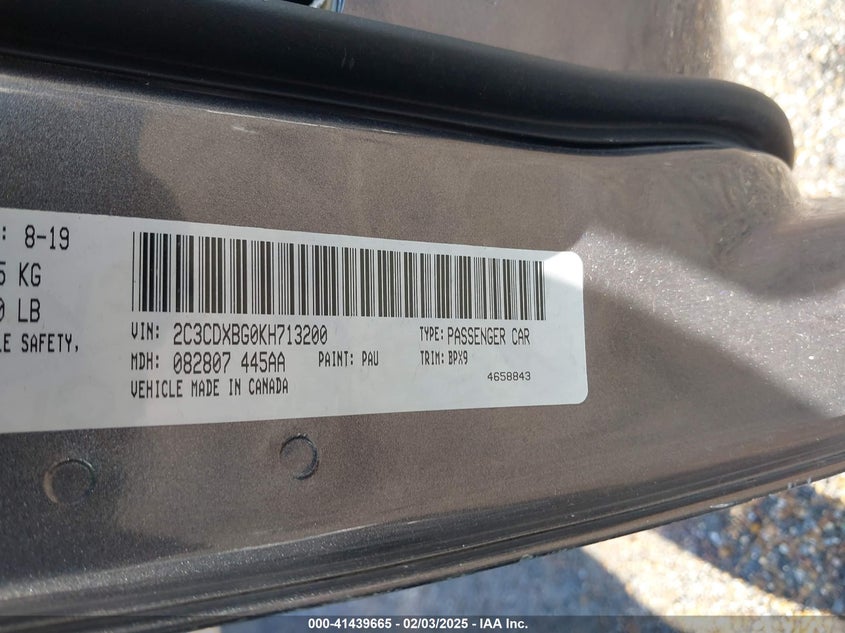 : 8-19
5 KG
0 LB
LE SAFETY,
VIN: 2C3CDXBG0KH713200 TYPE: PASSENGER CAR
MDH: 082807 445AA PAINT: PAU TRIM: BPX9
VEHICLE MADE IN CANADA 4658843
000-41439665 - 02/03/2025 - IAA Inc.